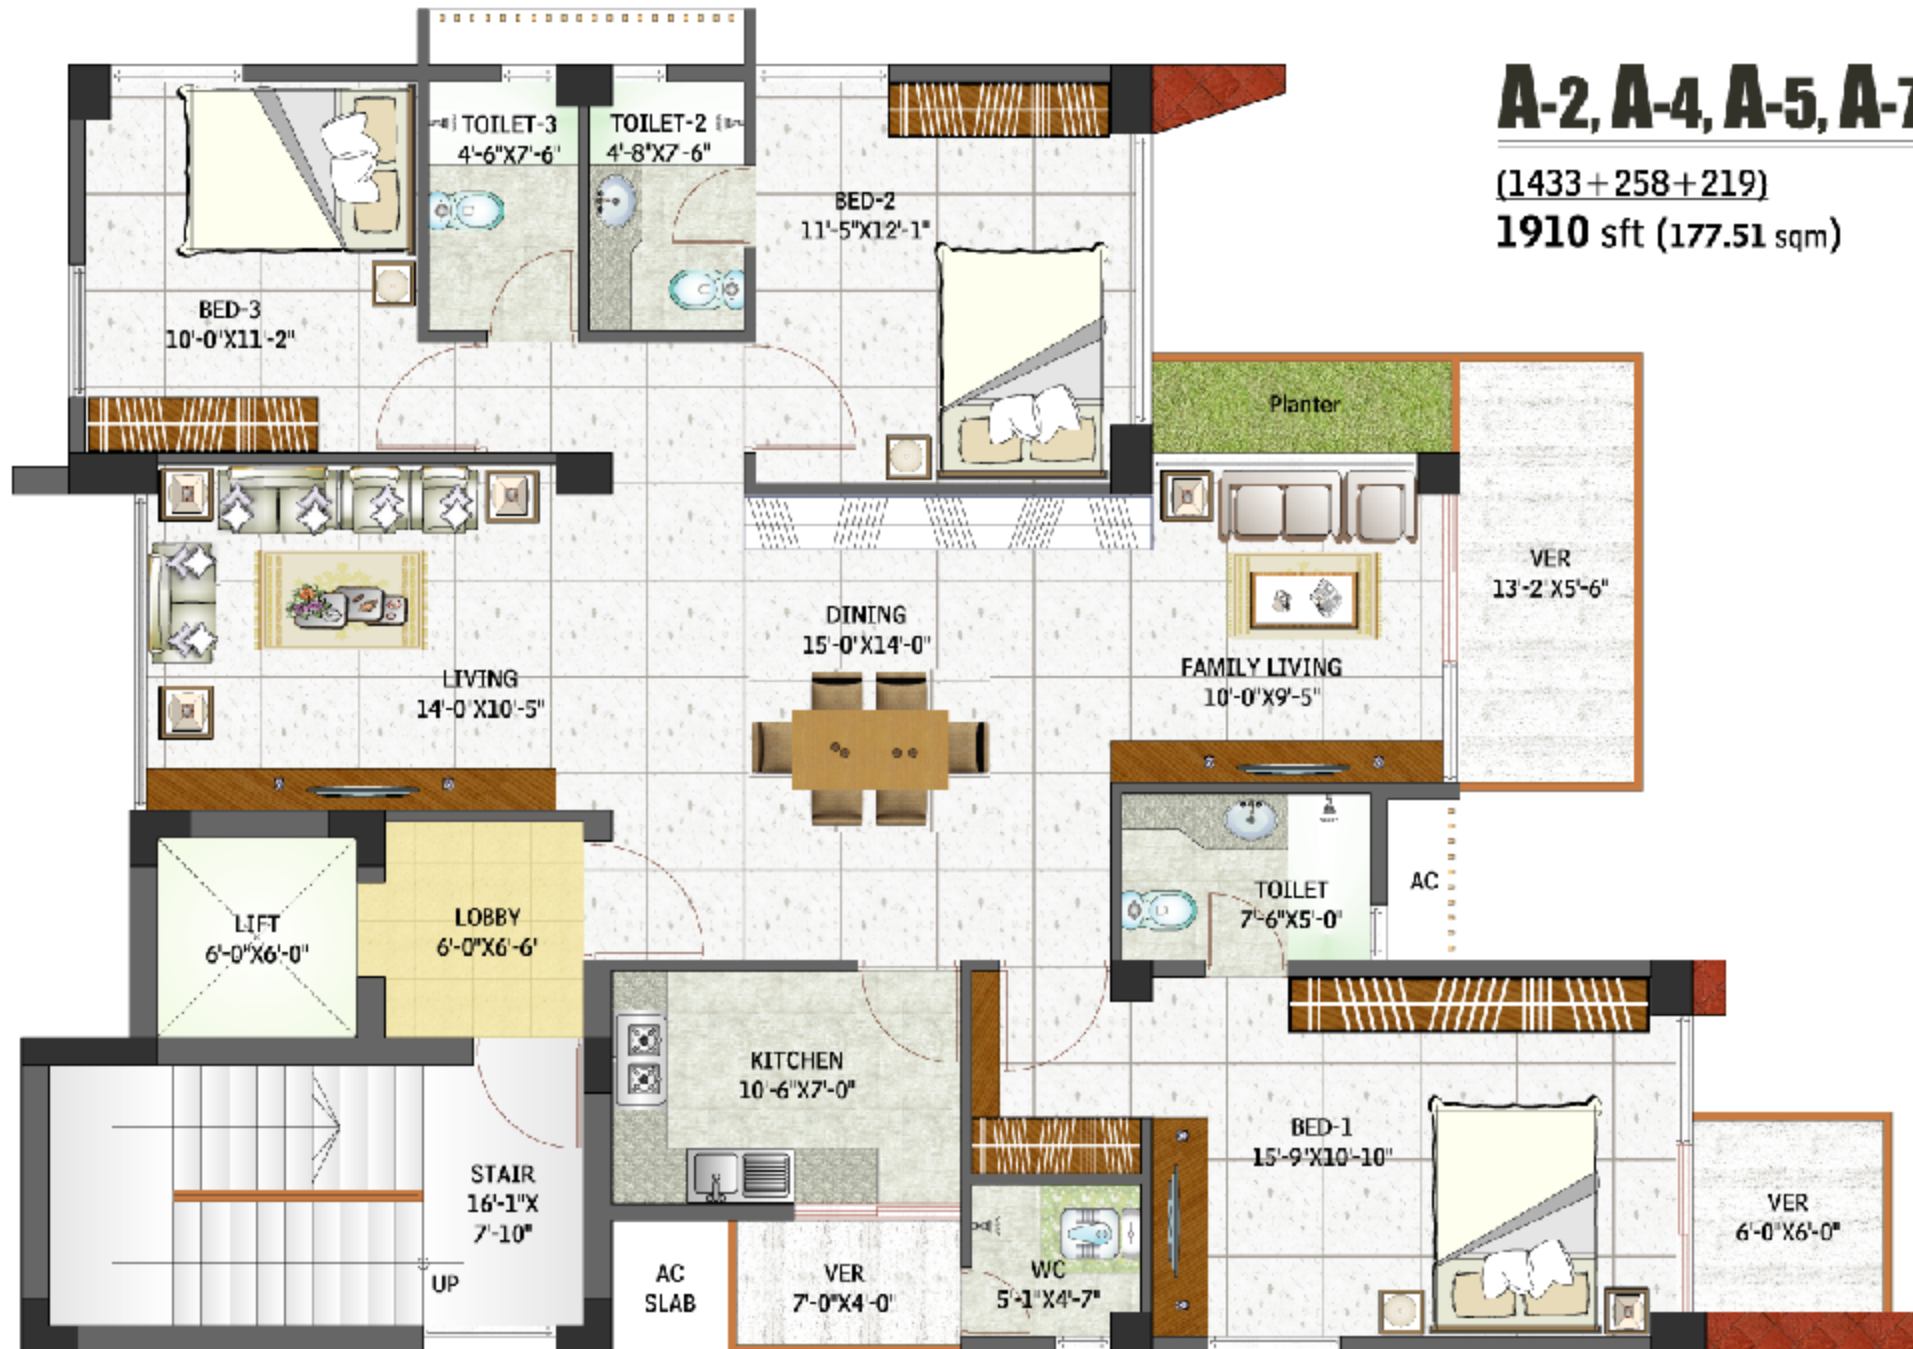 A-2, A-4, A-5, A-7
(1433+258+219)
1910 sft (177.51 sqm)
TOILET-3
4'-6"X7'-6"
TOILET-2
4'-8"X7'-6"
BED-2
11'-5"X12'-1"
BED-3
10'-0"X11'-2"
Planter
VER
13'-2"X5'-6"
DINING
15'-0"X14'-0"
FAMILY LIVING
10'-0"X9'-5"
LIVING
14'-0"X10'-5"
TOILET
7'-6"X5'-0"
AC
LIFT
6'-0"X6'-0"
LOBBY
6'-0"X6'-6"
KITCHEN
10'-6"X7'-0"
BED-1
15'-9"X10'-10"
STAIR
16'-1"X
7'-10"
VER
6'-0"X6'-0"
UP
AC
SLAB
VER
7'-0"X4'-0"
WC
5'-1"X4'-7"